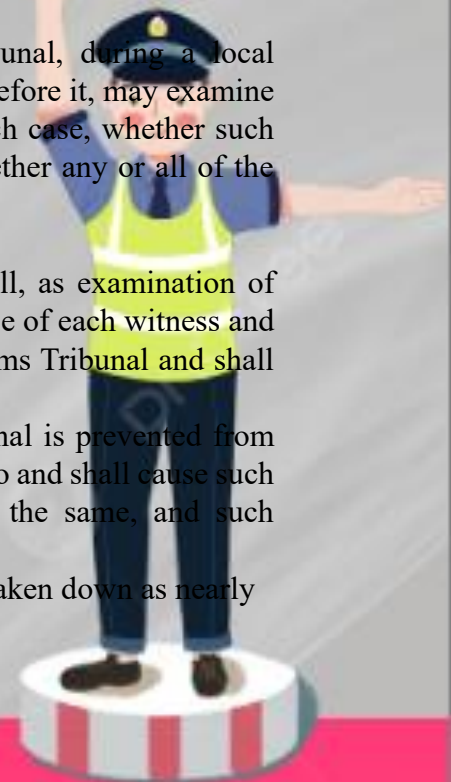 unal, during a local
efore it, may examine
ch case, whether such
ether any or all of the
ll, as examination of
e of each witness and
ms Tribunal and shall
nal is prevented from
o and shall cause such
the same, and such
aken down as nearly